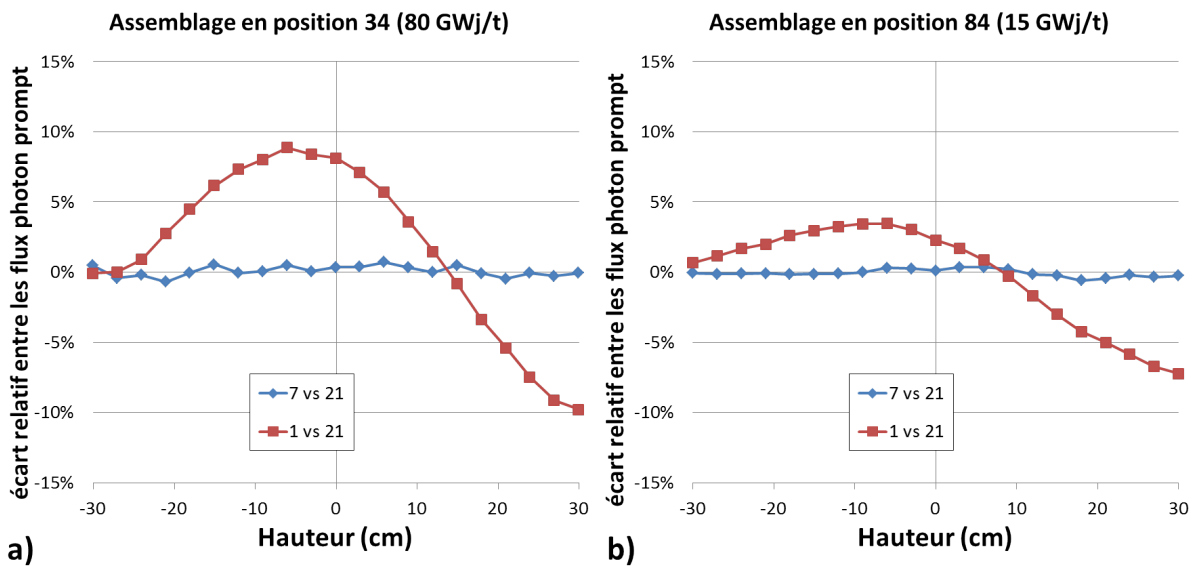 Assemblage en position 34 (80 GWj/t)
écart relatif entre les flux photon prompt
15%
10%
5%
0%
-5%
-10%
-15%
7 vs 21
1 vs 21
-30 -20 -10 0 10 20 30
Hauteur (cm)
a)
Assemblage en position 84 (15 GWj/t)
écart relatif entre les flux photon prompt
15%
10%
5%
0%
-5%
-10%
-15%
7 vs 21
1 vs 21
-30 -20 -10 0 10 20 30
Hauteur (cm)
b)